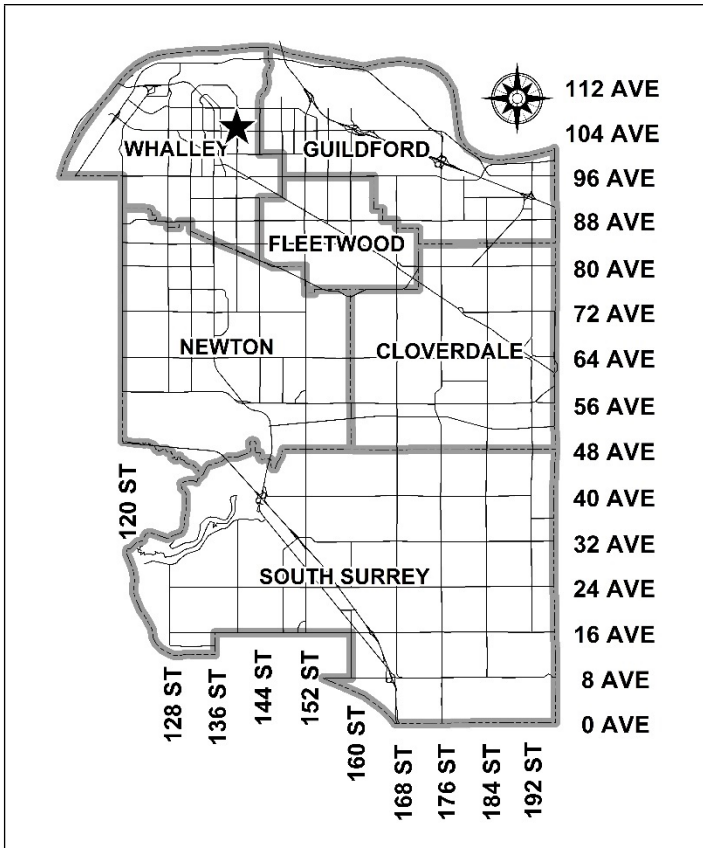 112 AVE
104 AVE
WHALLEY
GUILDFORD
96 AVE
88 AVE
FLEETWOOD
80 AVE
72 AVE
NEWTON
CLOVERDALE
64 AVE
56 AVE
48 AVE
120 ST
40 AVE
32 AVE
SOUTH SURREY
24 AVE
16 AVE
128 ST
136 ST
144 ST
152 ST
160 ST
8 AVE
0 AVE
168 ST
176 ST
184 ST
192 ST